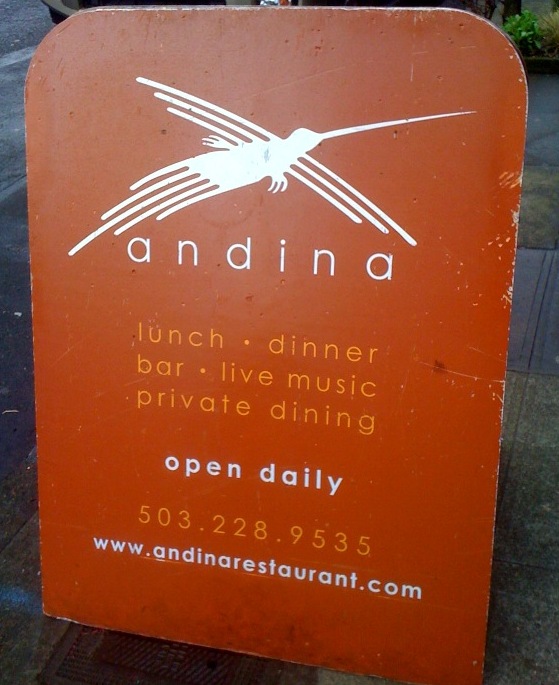 andina
lunch • dinner
bar • live music
private dining
open daily
503.228.9535
www.andinarestaurant.com